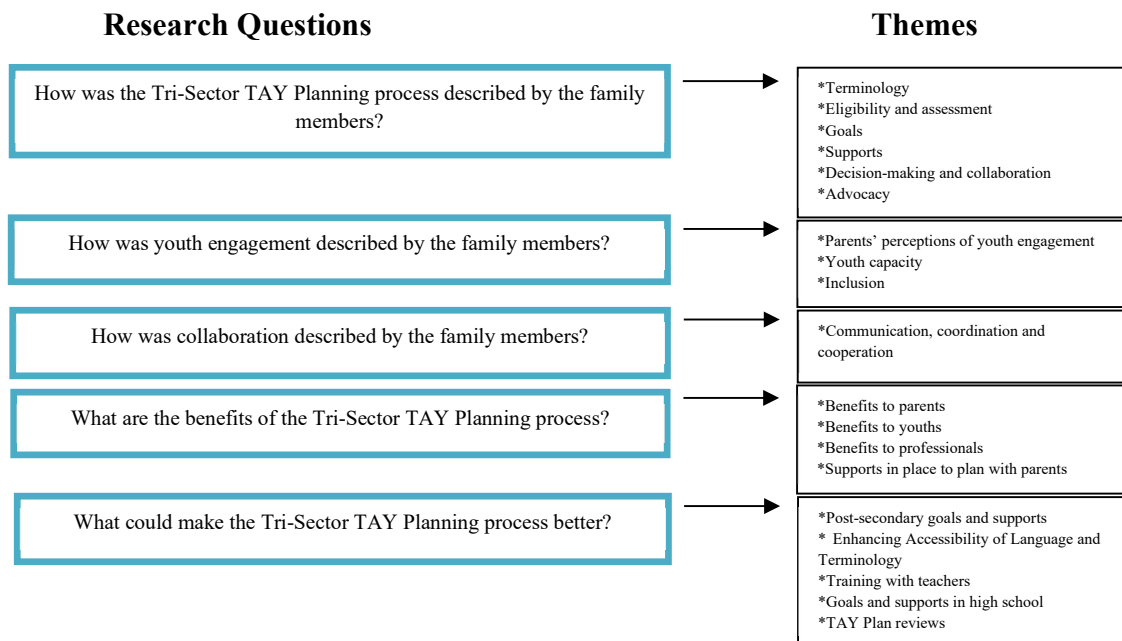 Research Questions
Themes
How was the Tri-Sector TAY Planning process described by the family
members?
*Terminology
*Eligibility and assessment
*Goals
*Supports
*Decision-making and collaboration
*Advocacy
How was youth engagement described by the family members?
*Parents’ perceptions of youth engagement
*Youth capacity
*Inclusion
How was collaboration described by the family members?
*Communication, coordination and
cooperation
What are the benefits of the Tri-Sector TAY Planning process?
*Benefits to parents
*Benefits to youths
*Benefits to professionals
*Supports in place to plan with parents
What could make the Tri-Sector TAY Planning process better?
*Post-secondary goals and supports
* Enhancing Accessibility of Language and
Terminology
*Training with teachers
*Goals and supports in high school
*TAY Plan reviews